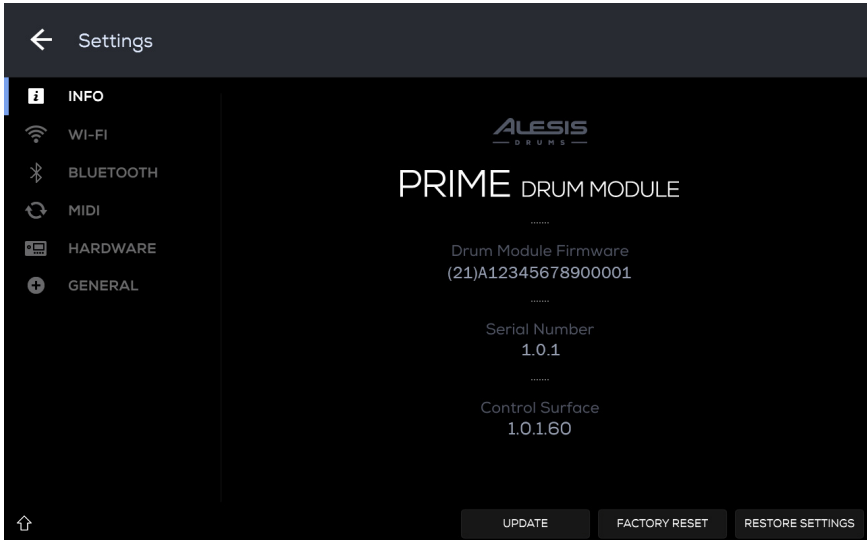 Settings
INFO
WI-FI
BLUETOOTH
MIDI
HARDWARE
GENERAL
ALESIS
DRUMS
PRIME DRUM MODULE
Drum Module Firmware
(21)A12345678900001
Serial Number
1.0.1
Control Surface
1.0.1.60
UPDATE
FACTORY RESET
RESTORE SETTINGS